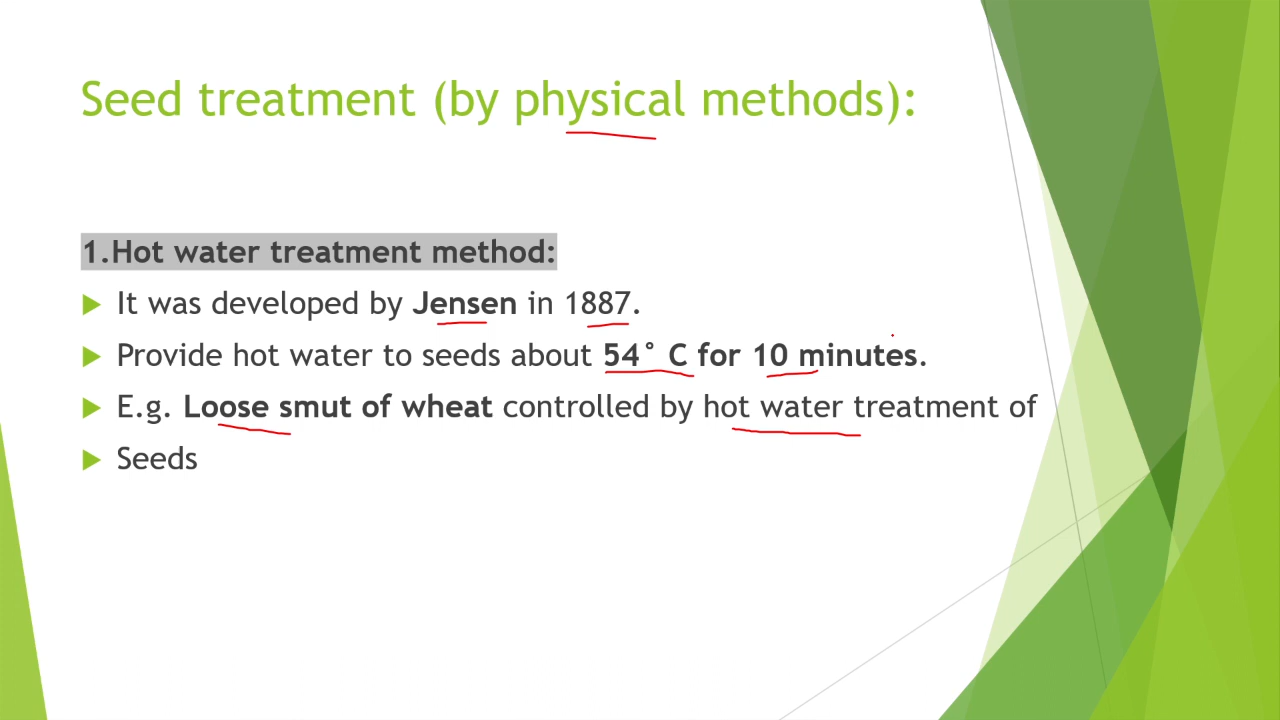 Seed treatment (by physical methods):
1.Hot water treatment method:
It was developed by Jensen in 1887.
Provide hot water to seeds about 54° C for 10 minutes.
E.g. Loose smut of wheat controlled by hot water treatment of
Seeds